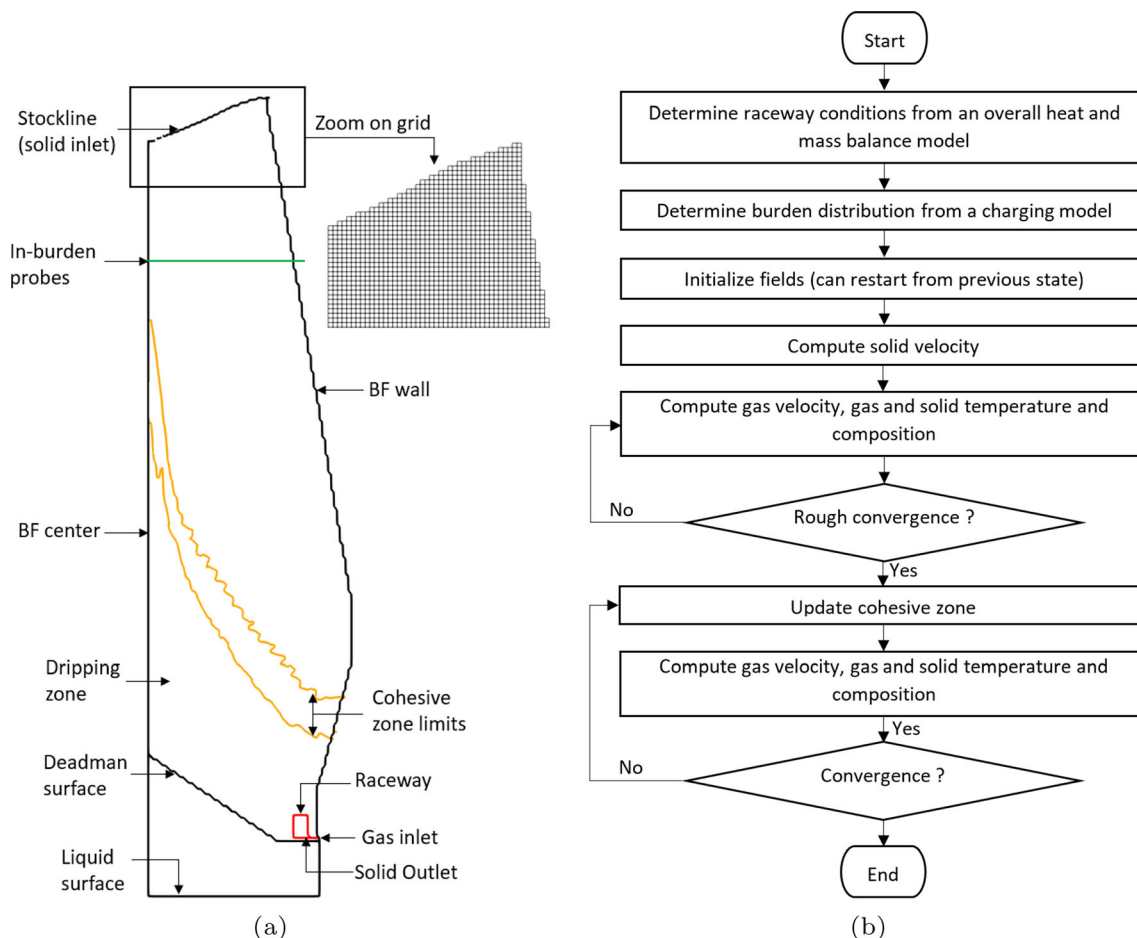 Stockline
(solid inlet)
Zoom on grid
In-burden
probes
BF wall
BF center
Dripping
zone
Cohesive
zone limits
Deadman
surface
Raceway
Gas inlet
Solid Outlet
Liquid
surface
(a)
Start
Determine raceway conditions from an overall heat and
mass balance model
Determine burden distribution from a charging model
Initialize fields (can restart from previous state)
Compute solid velocity
Compute gas velocity, gas and solid temperature and
composition
No
Rough convergence ?
Yes
Update cohesive zone
Compute gas velocity, gas and solid temperature and
composition
Yes
No
Convergence ?
End
(b)